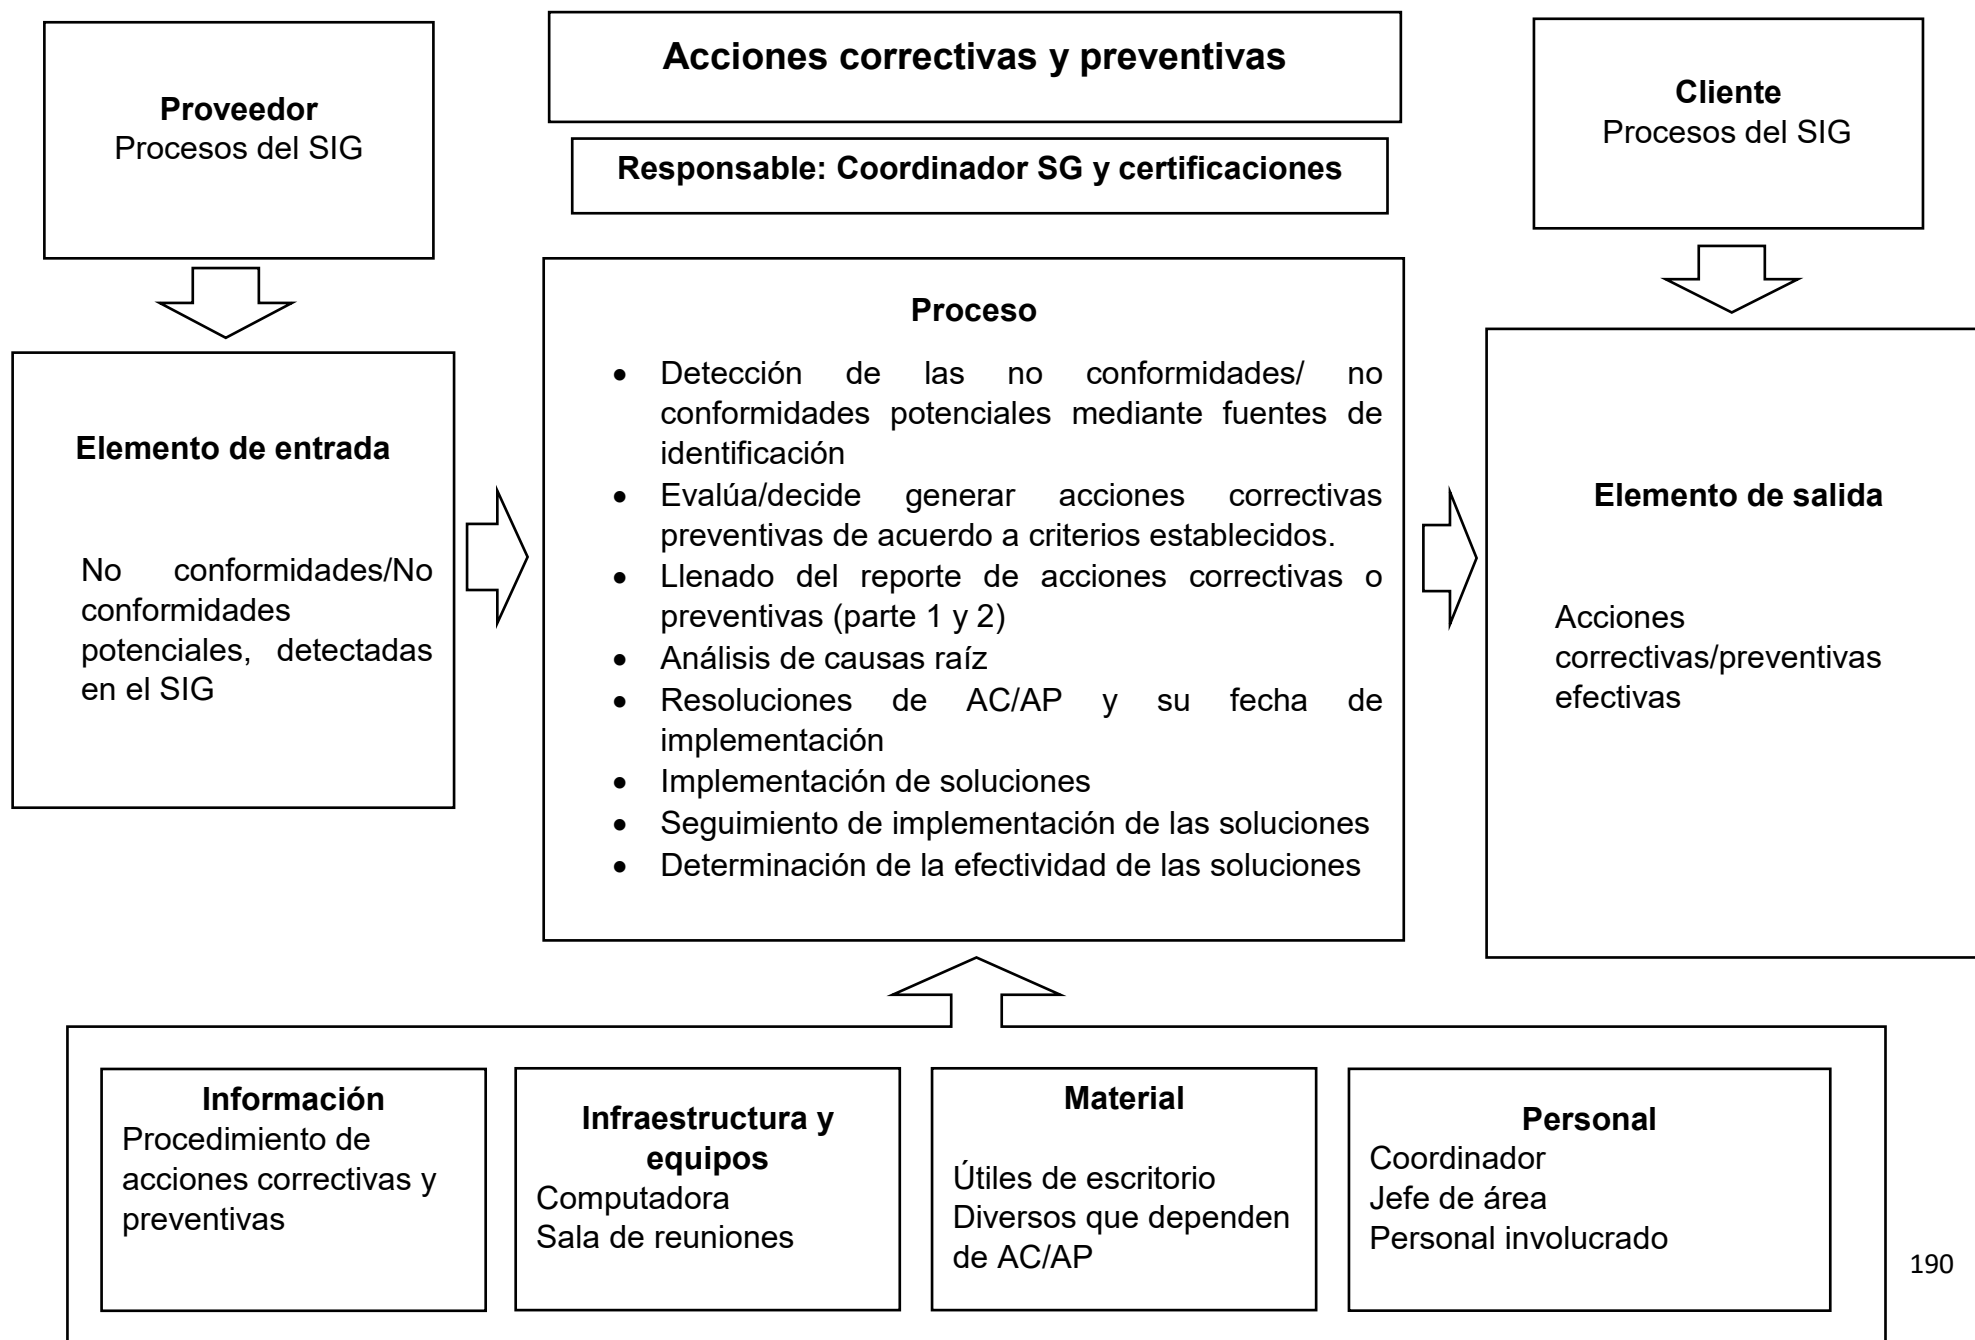 Proveedor
Procesos del SIG
Acciones correctivas y preventivas
Responsable: Coordinador SG y certificaciones
Cliente
Procesos del SIG
Elemento de entrada
No conformidades/No
conformidades
potenciales, detectadas
en el SIG
Proceso
• Detección de las no conformidades/ no
conformidades potenciales mediante fuentes de
identificación
• Evalúa/decide generar acciones correctivas
preventivas de acuerdo a criterios establecidos.
• Llenado del reporte de acciones correctivas o
preventivas (parte 1 y 2)
• Análisis de causas raíz
• Resoluciones de AC/AP y su fecha de
implementación
• Implementación de soluciones
• Seguimiento de implementación de las soluciones
• Determinación de la efectividad de las soluciones
Elemento de salida
Acciones
correctivas/preventivas
efectivas
Información
Procedimiento de
acciones correctivas y
preventivas
Infraestructura y
equipos
Computadora
Sala de reuniones
Material
Útiles de escritorio
Diversos que dependen
de AC/AP
Personal
Coordinador
Jefe de área
Personal involucrado
190